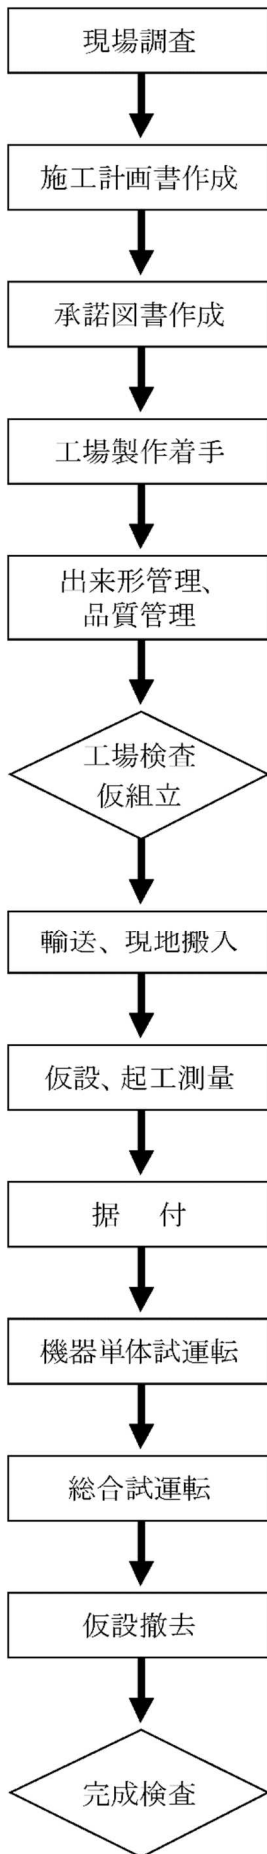 現場調査
施工計画書作成
承諾図書作成
工場製作着手
出来形管理、
品質管理
工場検査
仮組立
輸送、現地搬入
仮設、起工測量
据　付
機器単体試運転
総合試運転
仮設撤去
完成検査